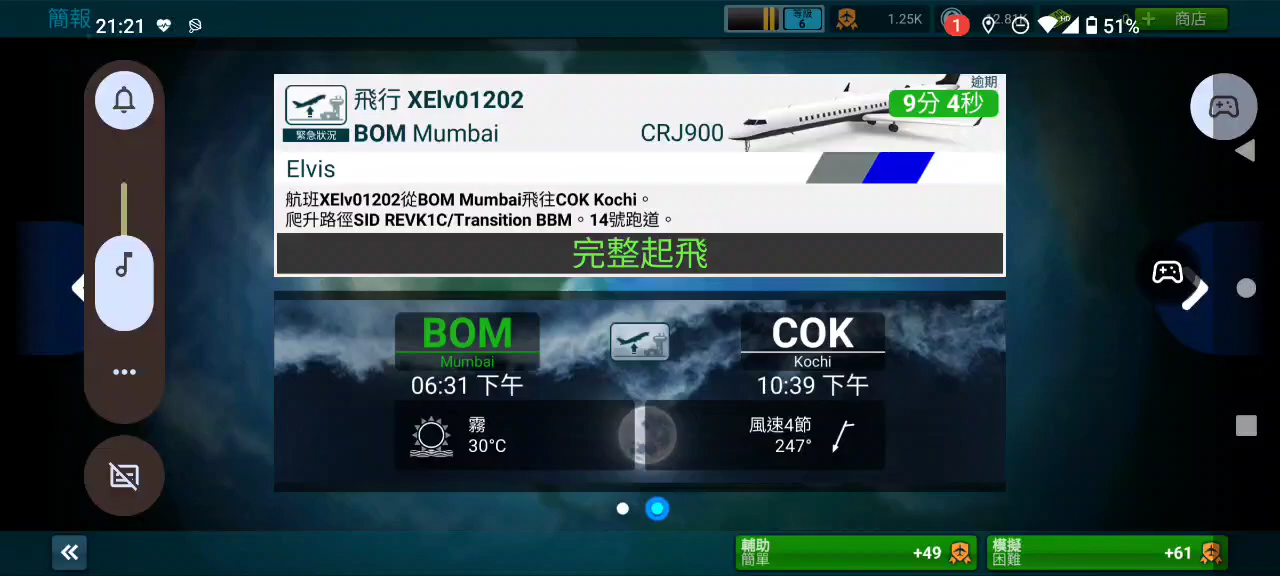 簡報
21:21
等級
6
1.25K
1
HD
51%
商店
飛行 XElv01202
逾期
9分 4秒
緊急狀況
BOM Mumbai
CRJ900
Elvis
航班XElv01202從BOM Mumbai飛往COK Kochi。
爬升路徑SID REVK1C/Transition BBM。14號跑道。
完整起飛
BOM
Mumbai
06:31 下午
COK
Kochi
10:39 下午
霧
30°C
風速4節
247°
輔助
簡單
+49
模擬
困難
+61